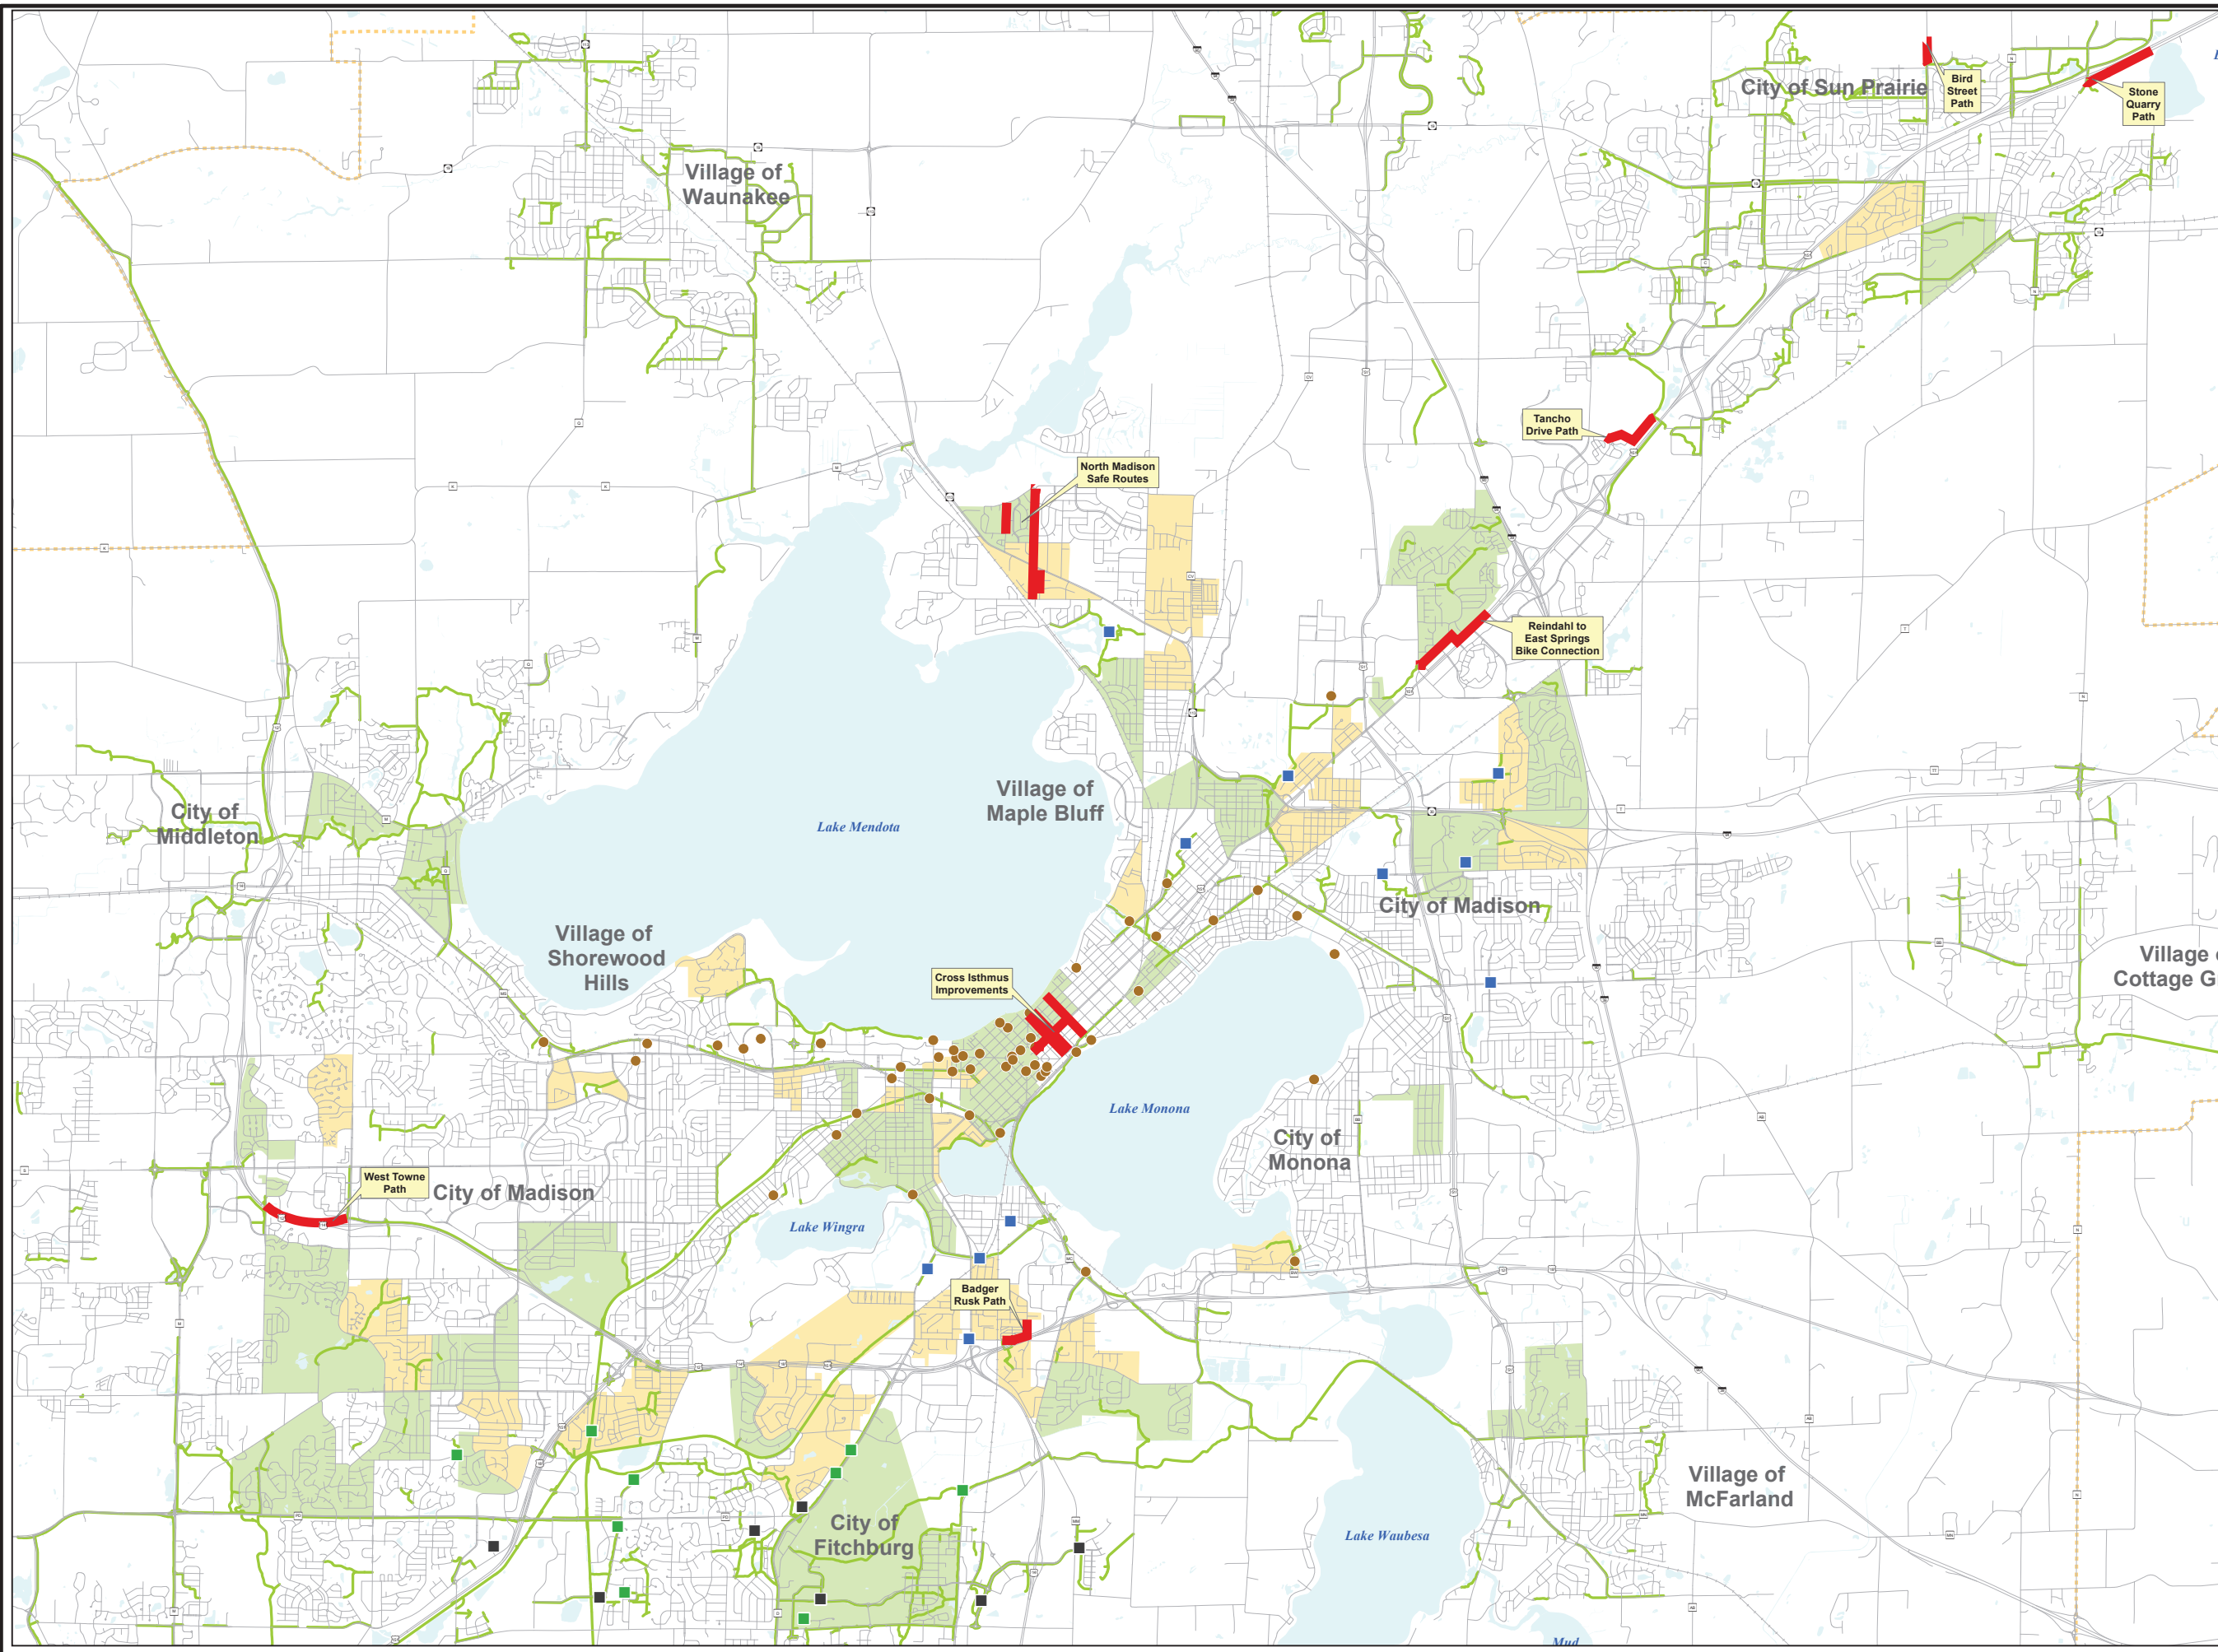 Bird
Street
Path
City of Sun Prairie
Stone
Quarry
Path
Village of
Waunakee
Tancho
Drive Path
North Madison
Safe Routes
Reindahl to
East Springs
Bike Connection
Village of
Maple Bluff
City of
Middleton
Lake Mendota
City of Madison
Village of
Shorewood
Hills
Village
Cottage G
Cross Isthmus
Improvements
Lake Monona
City of
Monona
West Towne
Path
City of Madison
Lake Wingra
Badger
Rusk Path
Village of
McFarland
City of
Fitchburg
Lake Waubesa
Mud